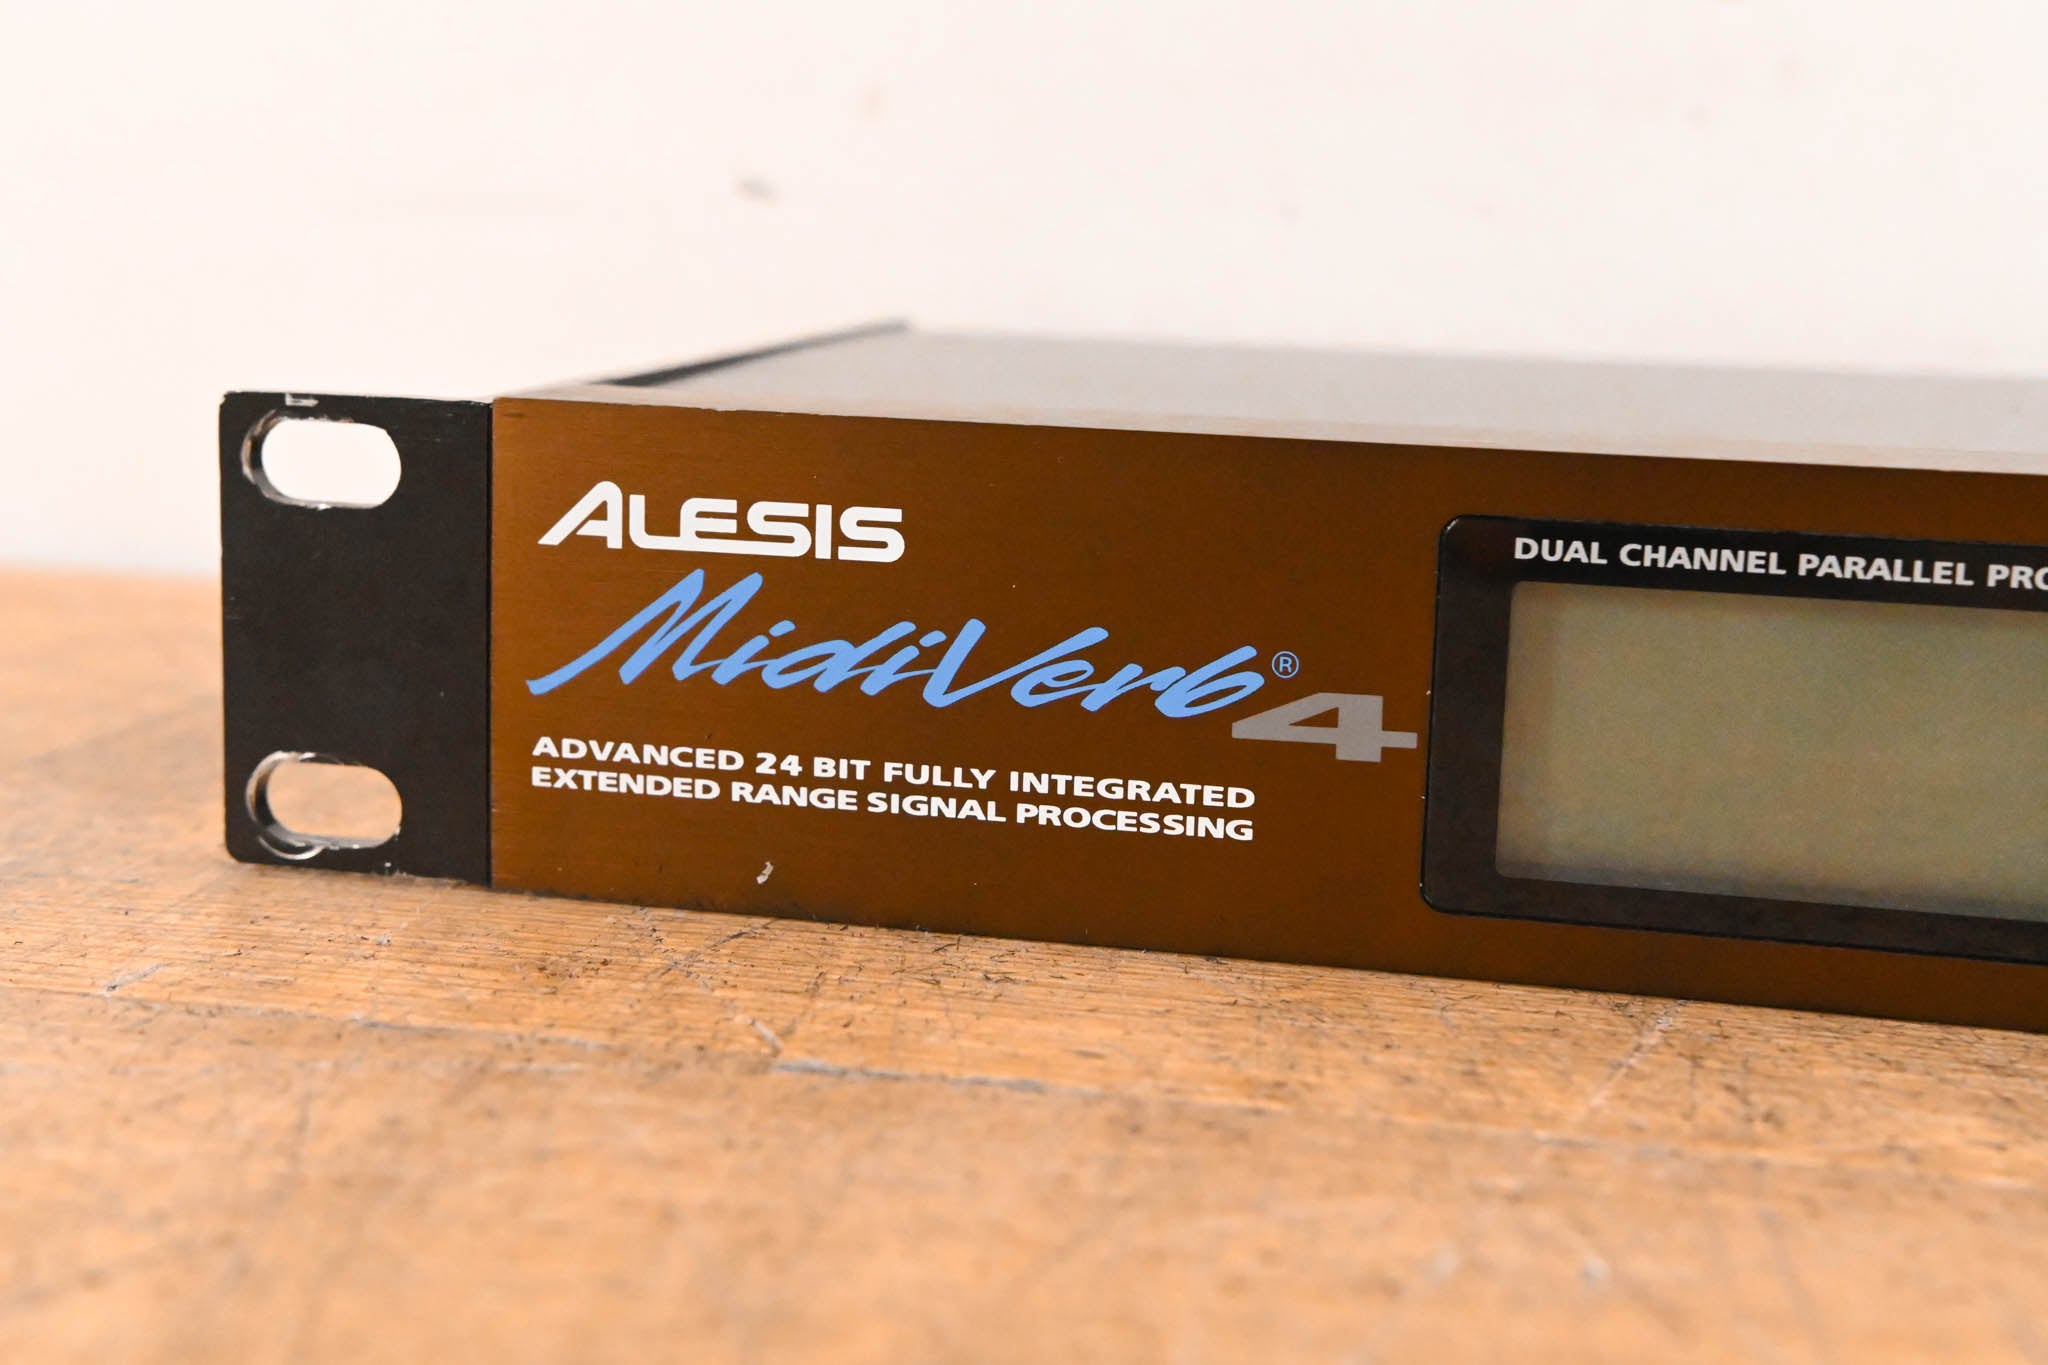 ALESIS
MidiVerb® 4
ADVANCED 24 BIT FULLY INTEGRATED
EXTENDED RANGE SIGNAL PROCESSING
DUAL CHANNEL PARALLEL PRO